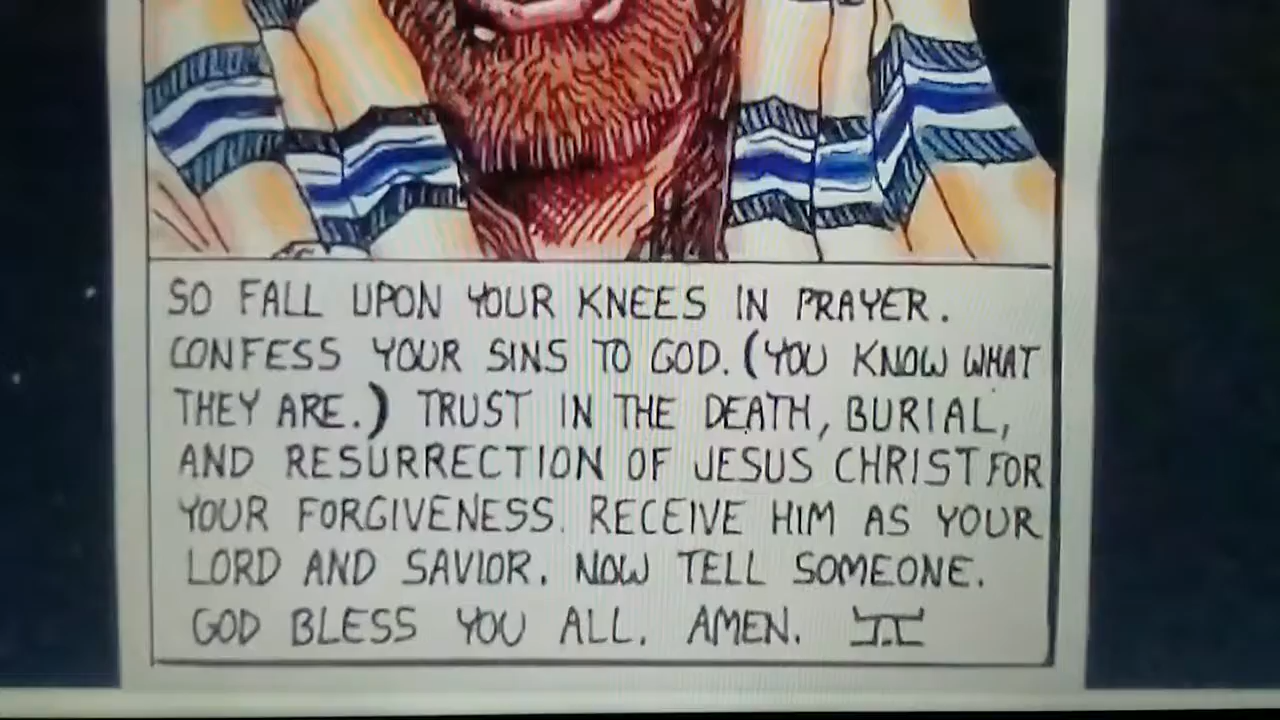 SO FALL UPON YOUR KNEES IN PRAYER.
CONFESS YOUR SINS TO GOD. (YOU KNOW WHAT
THEY ARE.) TRUST IN THE DEATH, BURIAL,
AND RESURRECTION OF JESUS CHRIST FOR
YOUR FORGIVENESS. RECEIVE HIM AS YOUR
LORD AND SAVIOR. NOW TELL SOMEONE.
GOD BLESS YOU ALL. AMEN.